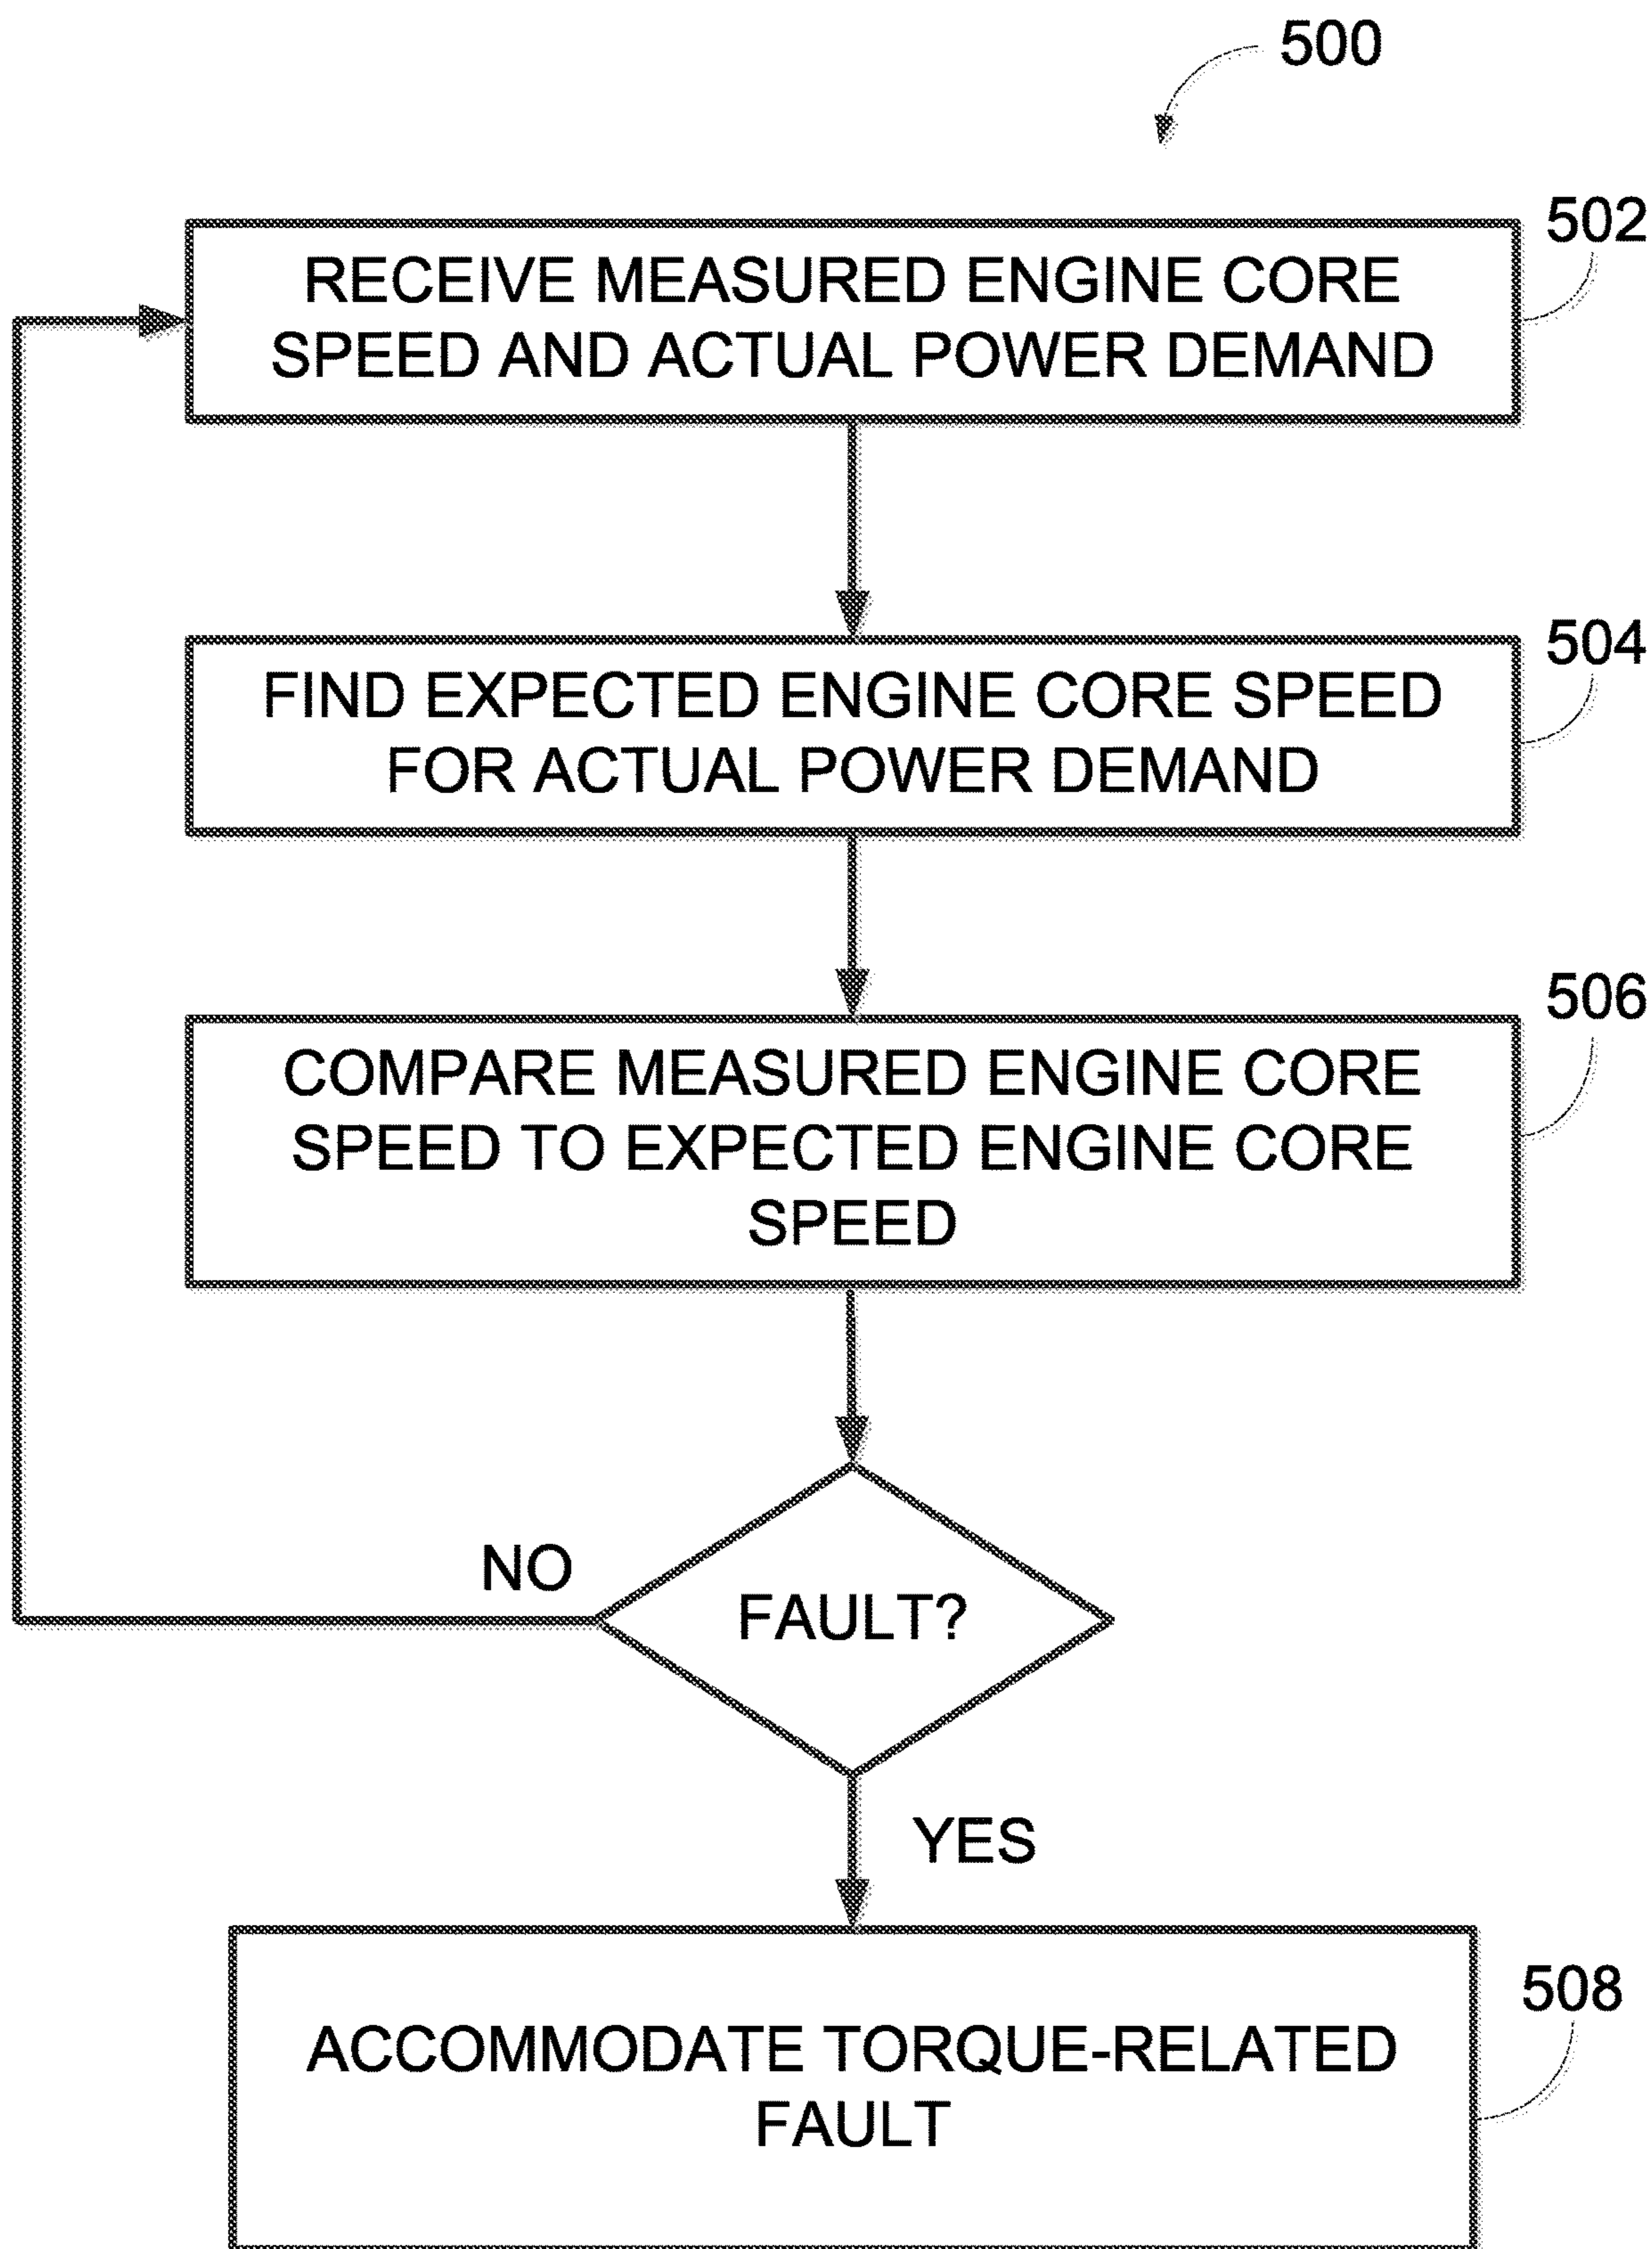 500
502
RECEIVE MEASURED ENGINE CORE
SPEED AND ACTUAL POWER DEMAND
504
FIND EXPECTED ENGINE CORE SPEED
FOR ACTUAL POWER DEMAND
506
COMPARE MEASURED ENGINE CORE
SPEED TO EXPECTED ENGINE CORE
SPEED
NO
FAULT?
YES
508
ACCOMMODATE TORQUE-RELATED
FAULT